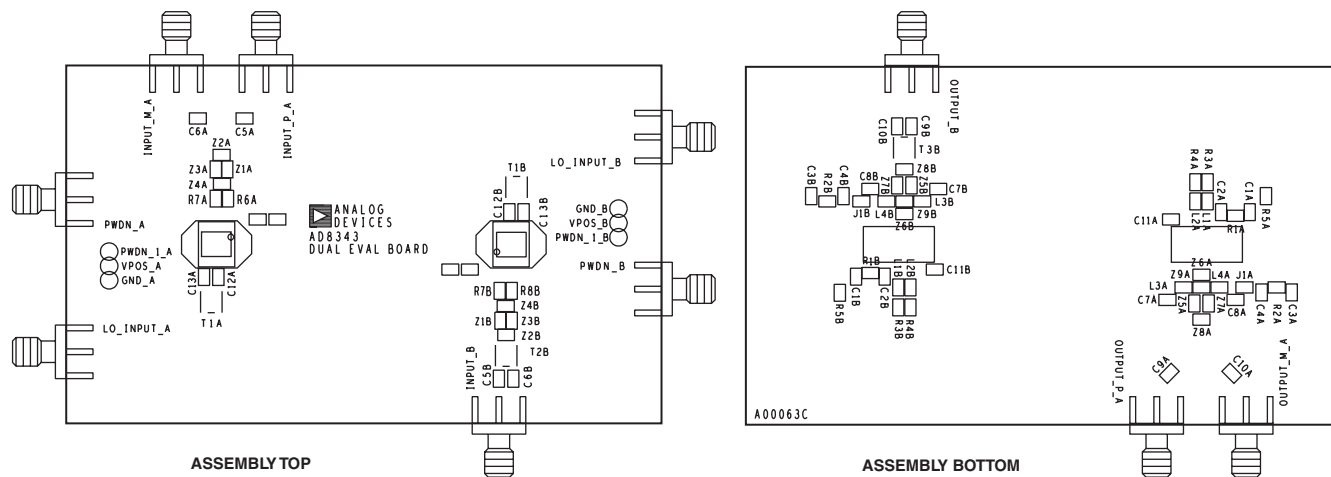 INPUT_M_A
INPUT_P_A
C6A
C5A
Z2A
Z3A
Z1A
Z4A
R7A
R6A
PWDN_A
PWDN_1_A
VPOS_A
GND_A
C13A
C12A
T1A
LO_INPUT_A
ANALOG
DEVICES
AD8343
DUAL EVAL BOARD
LO_INPUT_B
T1B
C12B
C13B
GND_B
VPOS_B
PWDN_1_B
PWDN_B
R7B
R8B
Z4B
Z1B
Z3B
Z2B
T2B
INPUT_B
C5B
C6B
ASSEMBLY TOP
OUTPUT_B
C10B
C9B
T3B
Z8B
C3B
R2B
C4B
C8B
Z7B
Z5B
C7B
J1B
L4B
L3B
Z9B
Z6B
R1B
L1B
L2B
C11B
C1B
C2B
R5B
R3B
R4B
R4A
R3A
C2A
C1A
R5A
C11A
L2A
L1A
R1A
Z6A
Z9A
L4A
J1A
L3A
C7A
Z5A
Z7A
C8A
C4A
R2A
C3A
Z8A
OUTPUT_P_A
C9A
C10A
OUTPUT_M_A
A00063C
ASSEMBLY BOTTOM